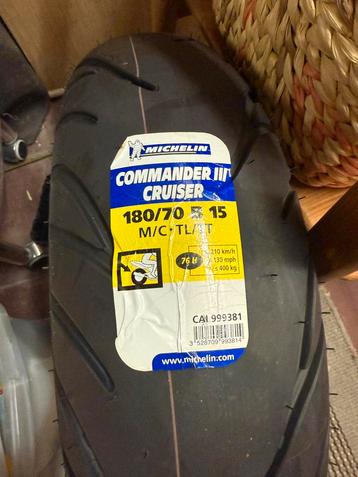 MICHELIN
COMMANDER III
CRUISER
180/70 B 15
M/C · TL/TT
76 H
210 km/h
130 mph
≤ 400 kg
CAI 999381
3 528709 993814
www.michelin.com